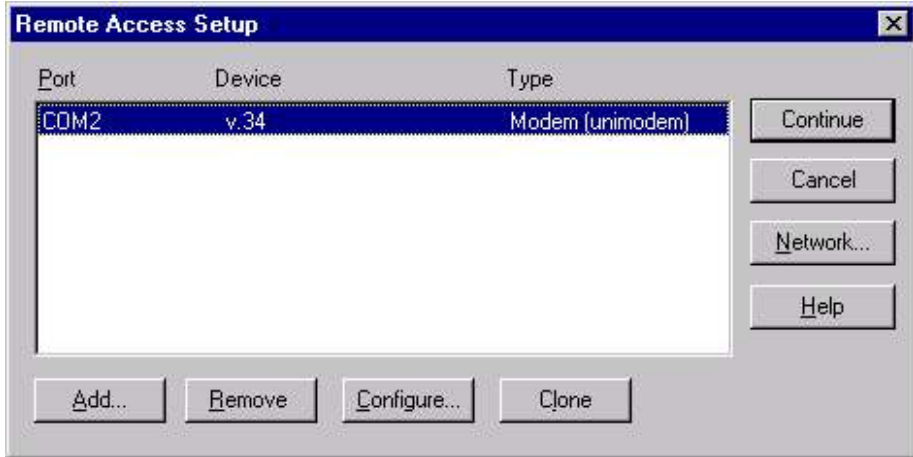 Remote Access Setup
Port Device Type
COM2 v.34 Modem (unimodem)
Continue
Cancel
Network...
Help
Add... Remove Configure... Clone